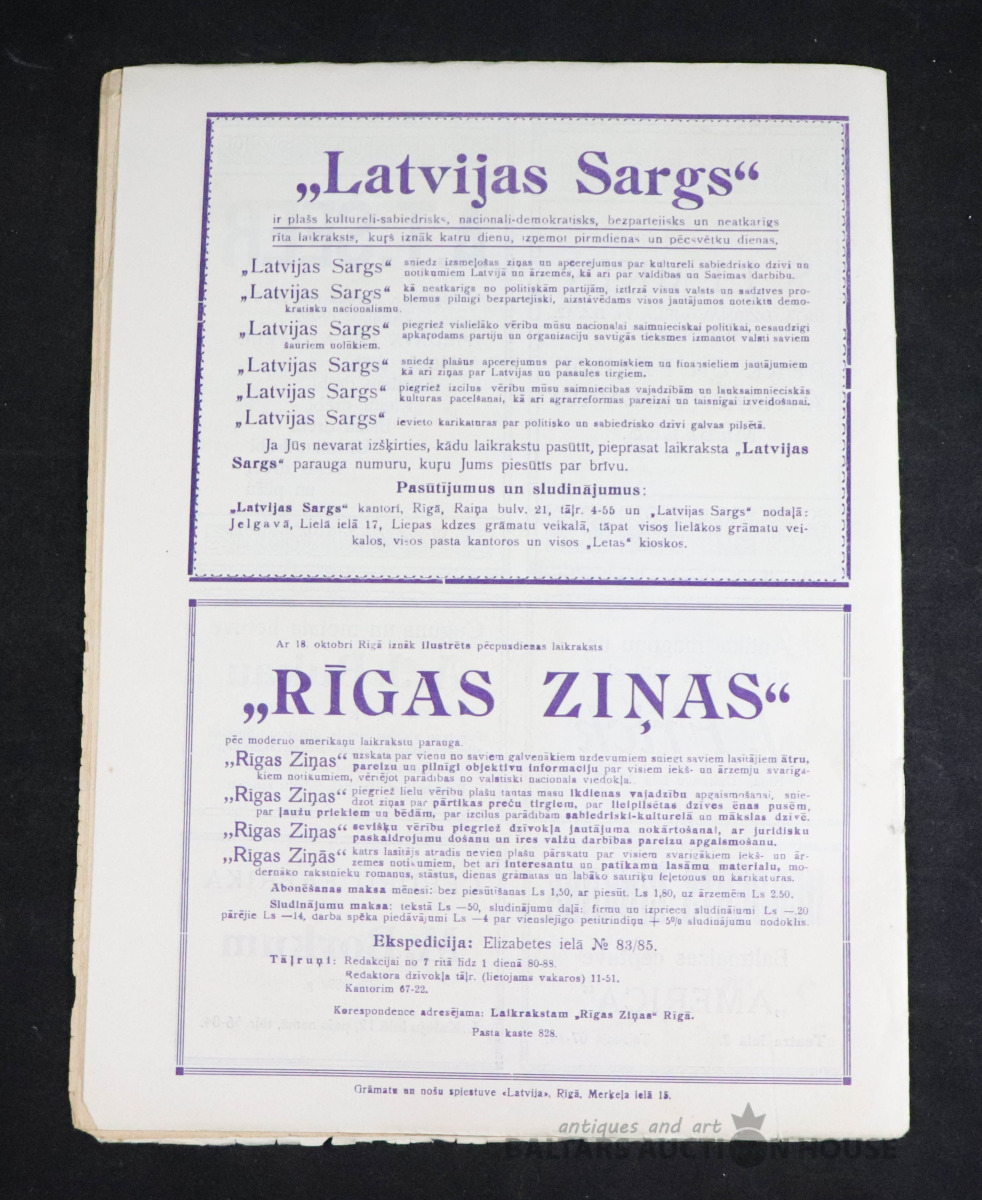 „Latvijas Sargs“
ir plašs kultureli-sabiedrisks, nacionali-demokratisks, bezpartejisks un neatkarigs
rīta laikraksts, kuŗš iznāk katru dienu, izņemot pirmdienas un pēcsvētku dienas.
„Latvijas Sargs“ sniedz izsmeļošas ziņas un apcerejumus par kultureli sabiedrisko dzīvi un
notikumiem Latvijā un ārzemēs, kā arī par valdības un Saeimas darbību.
„Latvijas Sargs“ kā neatkarīgs no politiskām partijām, iztirzā visus valsts un sadzīves pro-
blemus pilnīgi bezpartejiski, aizstāvēdams visos jautājumos noteiktu demo-
kratisku nacionalismu.
„Latvijas Sargs“ piegriež vislielāko vērību mūsu nacionalai saimnieciskai politikai, nesaudzīgi
apkaŗodams partiju un organizaciju savtīgās tieksmes izmantot valsti saviem
šauriem nolūkiem.
„Latvijas Sargs“ sniedz plašus apcerejumus par ekonomiskiem un finansieliem jautājumiem
kā arī ziņas par Latvijas un pasaules tirgiem.
„Latvijas Sargs“ piegriež izcilus vērību mūsu saimniecības vajadzībām un lauksaimnieciskās
kulturas pacelšanai, kā arī agrarreformas pareizai un taisnīgai izveidošanai.
„Latvijas Sargs“ ievieto karikaturas par politisko un sabiedrisko dzīvi galvas pilsētā.
Ja Jūs nevarat izšķirties, kādu laikrakstu pasūtīt, pieprasat laikraksta „Latvijas
Sargs“ parauga numuru, kuŗu Jums piesūtīs par brīvu.
Pasūtījumus un sludinājumus:
„Latvijas Sargs“ kantorī, Rīgā, Raiņa bulv. 21, tāļr. 4-55 un „Latvijas Sargs“ nodaļā:
Jelgavā, Lielā ielā 17, Liepas kdzes grāmatu veikalā, tāpat visos lielākos grāmatu vei-
kalos, visos pasta kantoros un visos „Letas“ kioskos.
Ar 18. oktobri Rīgā iznāk ilustrēts pēcpusdienas laikraksts
„RĪGAS ZIŅAS“
pēc modernо amerikaņu laikrakstu parauga.
„Rīgas Ziņas“ uzskata par vienu no saviem galvenākiem uzdevumiem sniegt saviem lasītājiem ātru,
pareizu un pilnīgi objektīvu informaciju par visiem iekš- un ārzemju svarīga-
kiem notikumiem, vērtējot parādības no valstiski nacionala viedokļa.
„Rīgas Ziņas“ piegriež lielu vērību plašu tautas masu ikdienas vajadzību apgaismošanai, snie-
dzot ziņas par pārtikas preču tirgiem, par lielpilsētas dzīves ēnas pusēm,
par ļaužu priekiem un bēdām, par izcilus parādībām sabiedriski-kulturelā un mākslas dzīvē.
„Rīgas Ziņas“ sevišķu vērību piegriež dzīvokļa jautājuma nokārtošanai, ar juridisku
paskaidrojumu došanu un īres valžu darbības pareizu apgaismošanu.
„Rīgas Ziņās“ katrs lasītājs atradīs nevien plašu pārskatu par visiem svarīgākiem iekš- un ār-
zemes notikumiem, bet arī interesantu un patīkamu lasāmu materialu, mo-
dernāko rakstnieku romanus, stāstus, dienas grāmatas un labāko satiriķu feļetonus un karikaturas.
Abonēšanas maksa mēnesī: bez piesūtīšanas Ls 1,50, ar piesūt. Ls 1,80, uz ārzemēm Ls 2.50.
Sludinājumu maksa: tekstā Ls —50, sludinājumu daļā: firmu un izpriecu sludinājumi Ls —.20
pārējie Ls —14, darba spēka piedāvājumi Ls —4 par vienslejīgo petitrindiņu + 5% sludinājumu nodoklis.
Ekspedicija: Elizabetes ielā № 83/85.
Tāļruņi: Redakcijai no 7 rītā līdz 1 dienā 80-88.
Redaktora dzīvokļa tāļr. (lietojams vakaros) 11-51.
Kantorim 67-22.
Korespondence adresējama: Laikrakstam „Rīgas Ziņas“ Rīgā.
Pasta kaste 828.
Grāmatu un nošu spiestuve «Latvija», Rīgā, Merķeļa ielā 15.
antiques and art
BALTARS AUCTION HOUSE